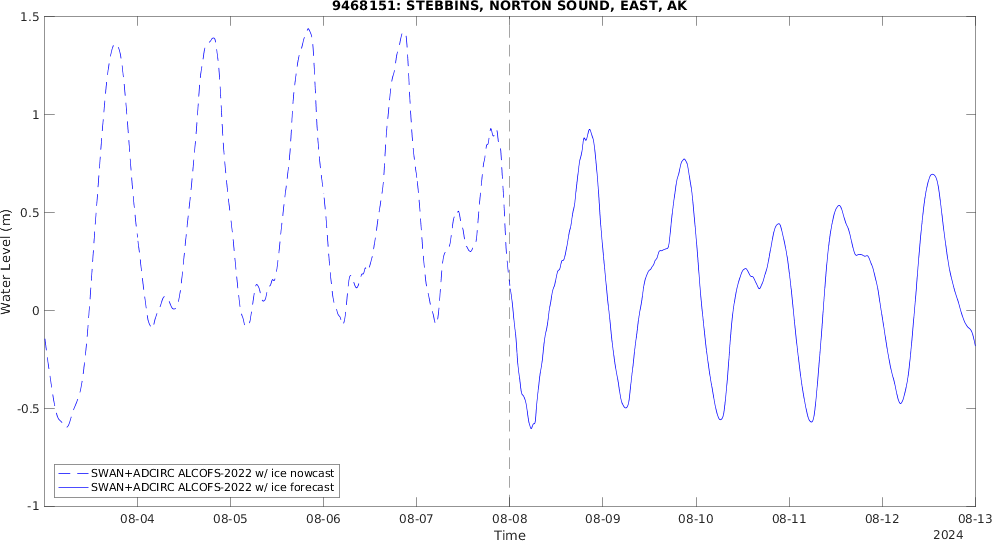 9468151: STEBBINS, NORTON SOUND, EAST, AK
1.5
1
0.5
0
-0.5
-1
Water Level (m)
SWAN+ADCIRC ALCOFS-2022 w/ ice nowcast
SWAN+ADCIRC ALCOFS-2022 w/ ice forecast
08-04 08-05 08-06 08-07 08-08 08-09 08-10 08-11 08-12 08-13
Time
2024